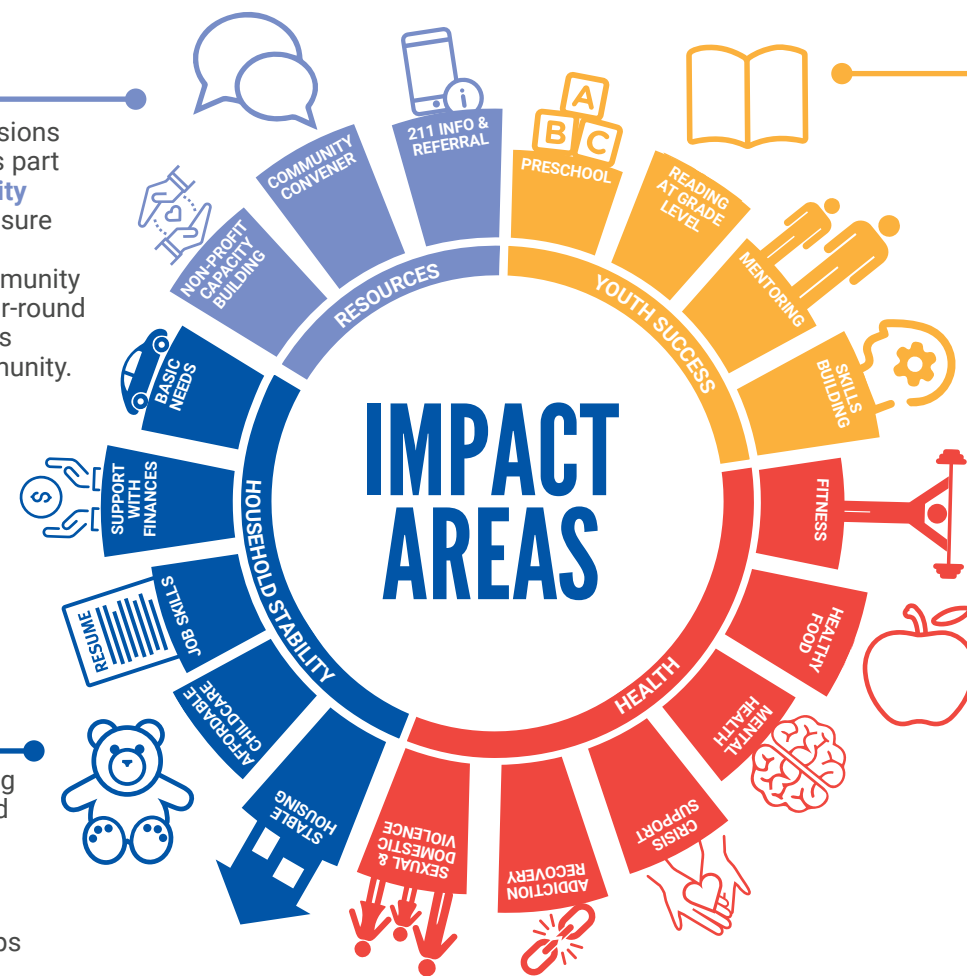 sions
s part
ity
sure
munity
r-round
s
munity.
g
d
os
IMPACT
AREAS
RESOURCES
NON-PROFIT
CAPACITY
BUILDING
COMMUNITY
CONVENER
211 INFO &
REFERRAL
i
YOUTH SUCCESS
A
B C
PRESCHOOL
READING
AT GRADE
LEVEL
MENTORING
SKILLS
BUILDING
HEALTH
FITNESS
HEALTHY
FOOD
MENTAL
HEALTH
CRISIS
SUPPORT
ADDICTION
RECOVERY
SEXUAL &
DOMESTIC
VIOLENCE
HOUSEHOLD STABILITY
STABLE
HOUSING
AFFORDABLE
CHILDCARE
JOB SKILLS
RESUME
SUPPORT
WITH
FINANCES
$
BASIC
NEEDS